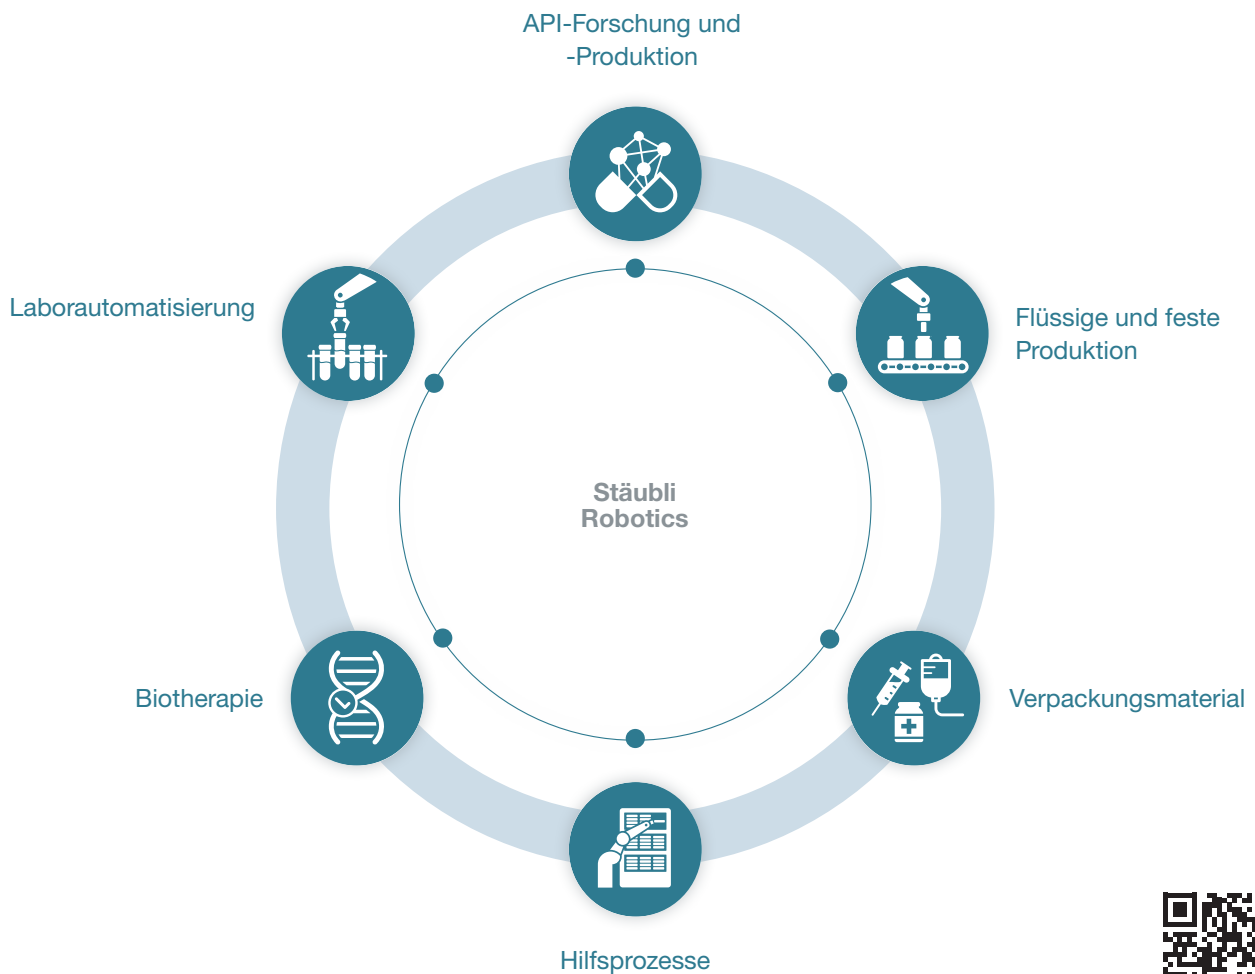 API-Forschung und
-Produktion
Laborautomatisierung
Flüssige und feste
Produktion
Stäubli
Robotics
Biotherapie
Verpackungsmaterial
Hilfsprozesse